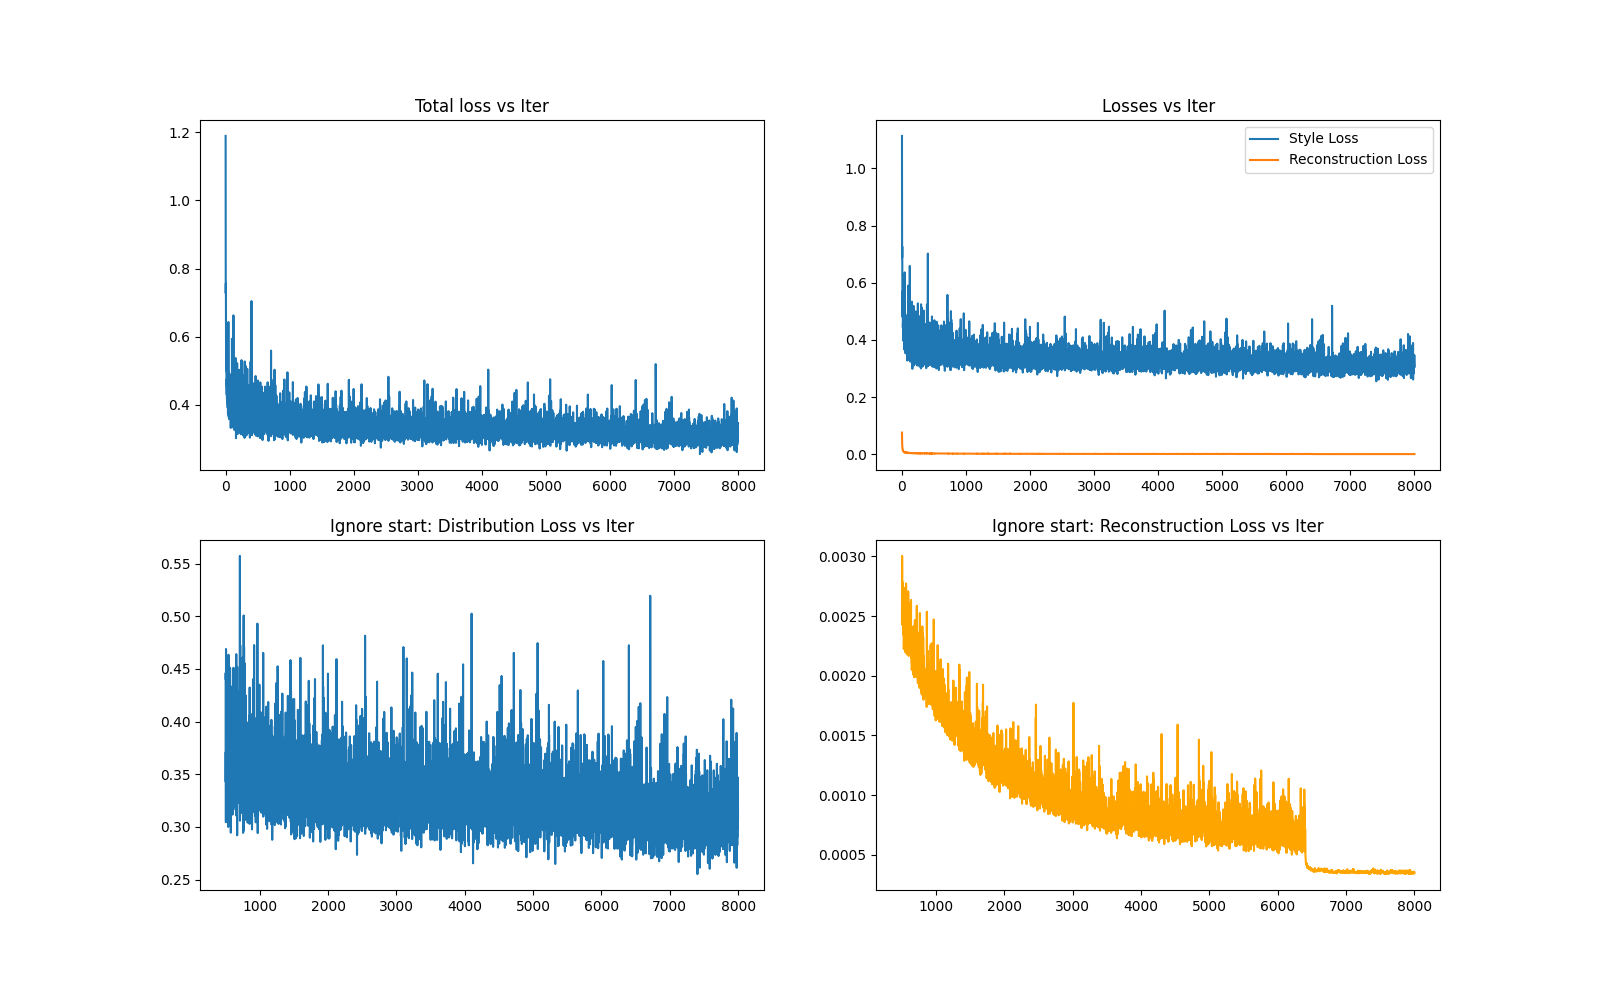 Total loss vs Iter
1.2
1.0
0.8
0.6
0.4
0 1000 2000 3000 4000 5000 6000 7000 8000
Losses vs Iter
Style Loss
Reconstruction Loss
1.0
0.8
0.6
0.4
0.2
0.0
0 1000 2000 3000 4000 5000 6000 7000 8000
Ignore start: Distribution Loss vs Iter
0.55
0.50
0.45
0.40
0.35
0.30
0.25
1000 2000 3000 4000 5000 6000 7000 8000
Ignore start: Reconstruction Loss vs Iter
0.0030
0.0025
0.0020
0.0015
0.0010
0.0005
1000 2000 3000 4000 5000 6000 7000 8000